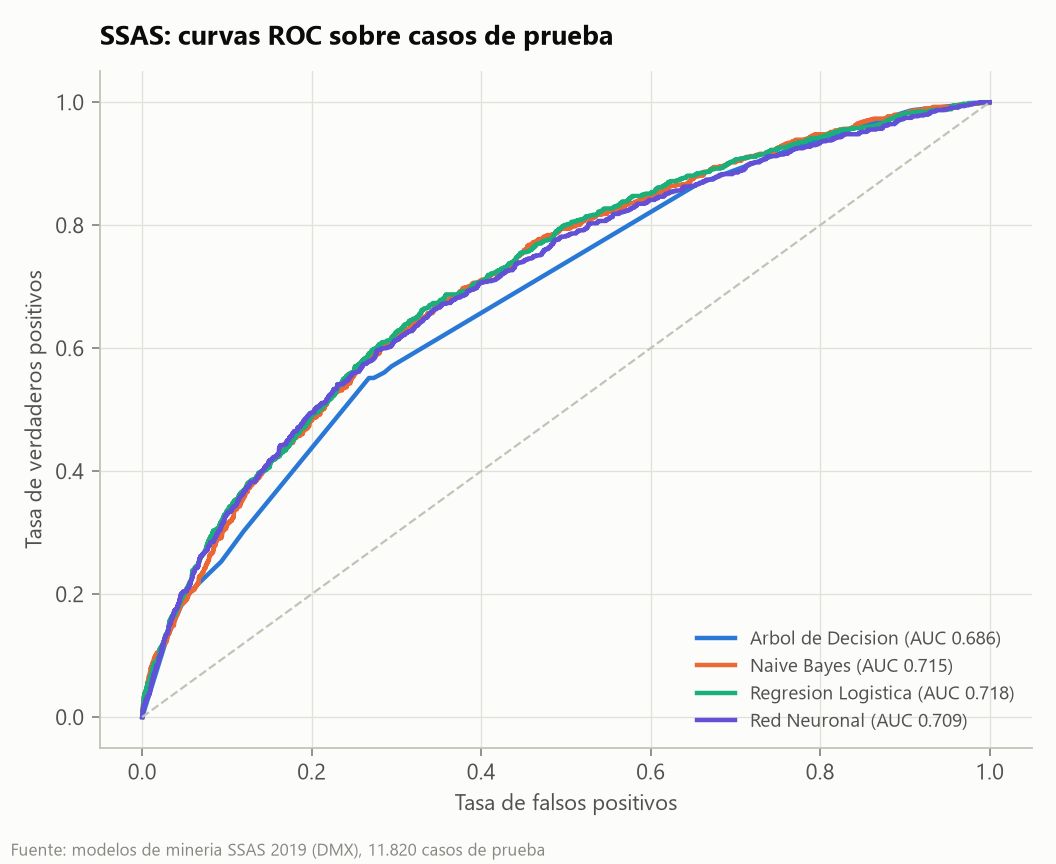 SSAS: curvas ROC sobre casos de prueba
Tasa de verdaderos positivos
1.0
0.8
0.6
0.4
0.2
0.0
0.0 0.2 0.4 0.6 0.8 1.0
Tasa de falsos positivos
Arbol de Decision (AUC 0.686)
Naive Bayes (AUC 0.715)
Regresion Logistica (AUC 0.718)
Red Neuronal (AUC 0.709)
Fuente: modelos de mineria SSAS 2019 (DMX), 11.820 casos de prueba